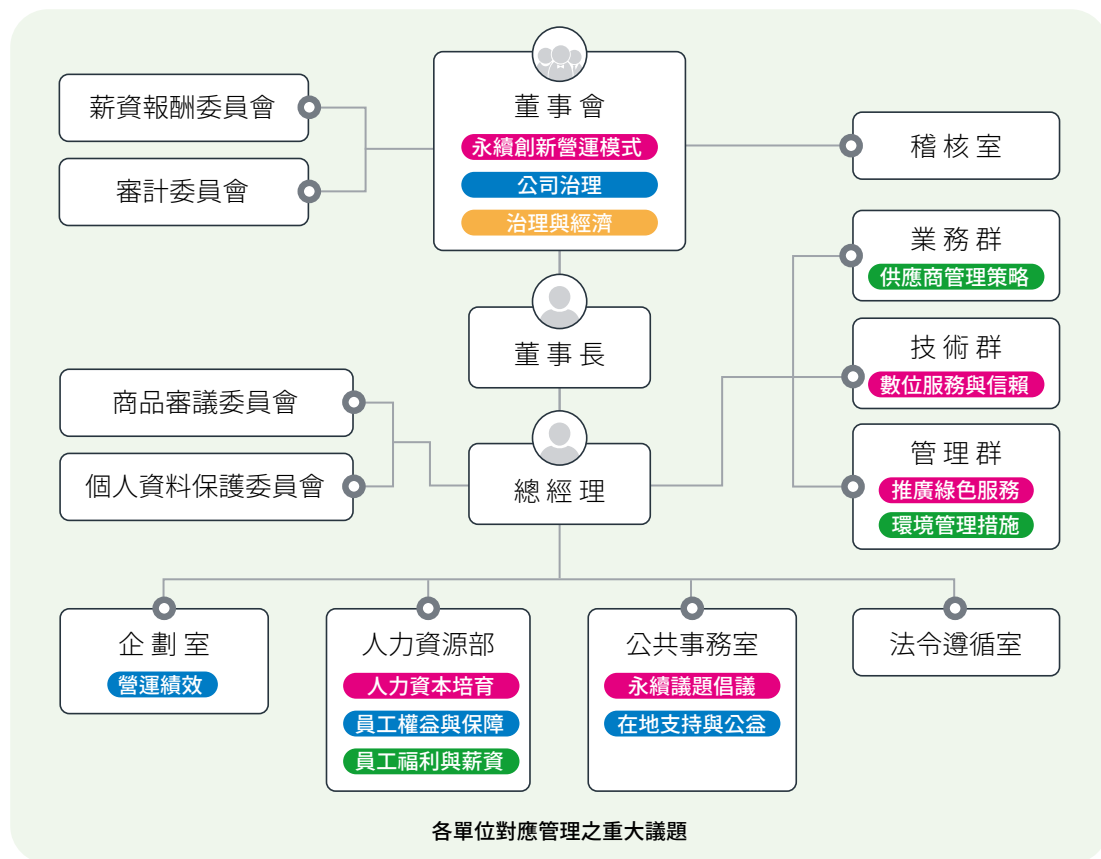 董事會
永續創新營運模式
公司治理
治理與經濟
薪資報酬委員會
審計委員會
稽核室
業務群
供應商管理策略
董事長
技術群
數位服務與信賴
商品審議委員會
個人資料保護委員會
總經理
管理群
推廣綠色服務
環境管理措施
企劃室
營運績效
人力資源部
人力資本培育
員工權益與保障
員工福利與薪資
公共事務室
永續議題倡議
在地支持與公益
法令遵循室
各單位對應管理之重大議題